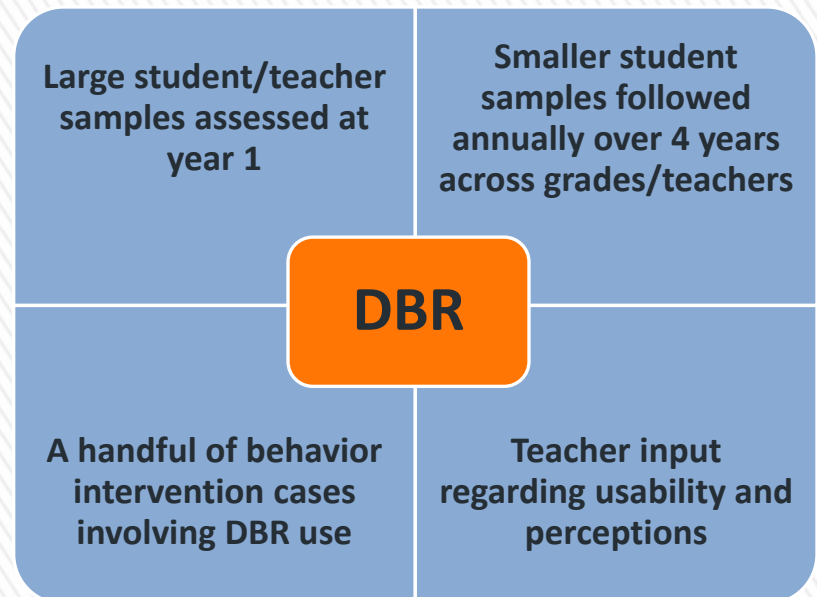 Large student/teacher
samples assessed at
year 1
Smaller student
samples followed
annually over 4 years
across grades/teachers
DBR
A handful of behavior
intervention cases
involving DBR use
Teacher input
regarding usability and
perceptions